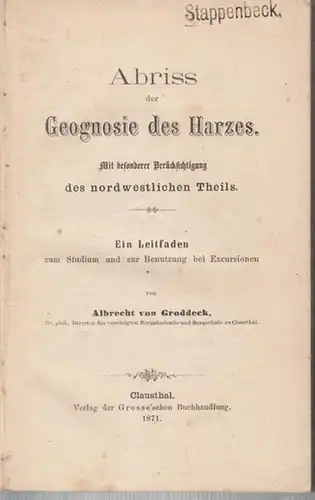 Stappenbeck.
Abriss
der
Geognosie des Harzes.
Mit besonderer Berücksichtigung
des nordwestlichen Theils.
Ein Leitfaden
zum Studium und zur Benutzung bei Excursionen
von
Albrecht von Groddeck,
Dr. phil., Director der vereinigten Bergakademie und Bergschule zu Clausthal.
Clausthal.
Verlag der Grosse'schen Buchhandlung.
1871.